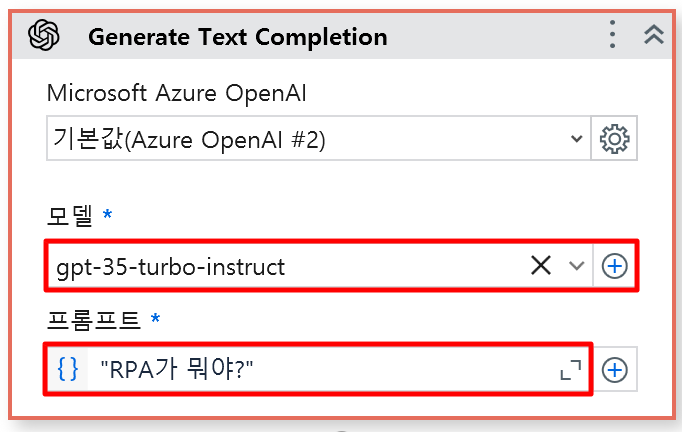 Generate Text Completion
Microsoft Azure OpenAI
기본값(Azure OpenAI #2)
모델 *
gpt-35-turbo-instruct
프롬프트 *
{} "RPA가 뭐야?"